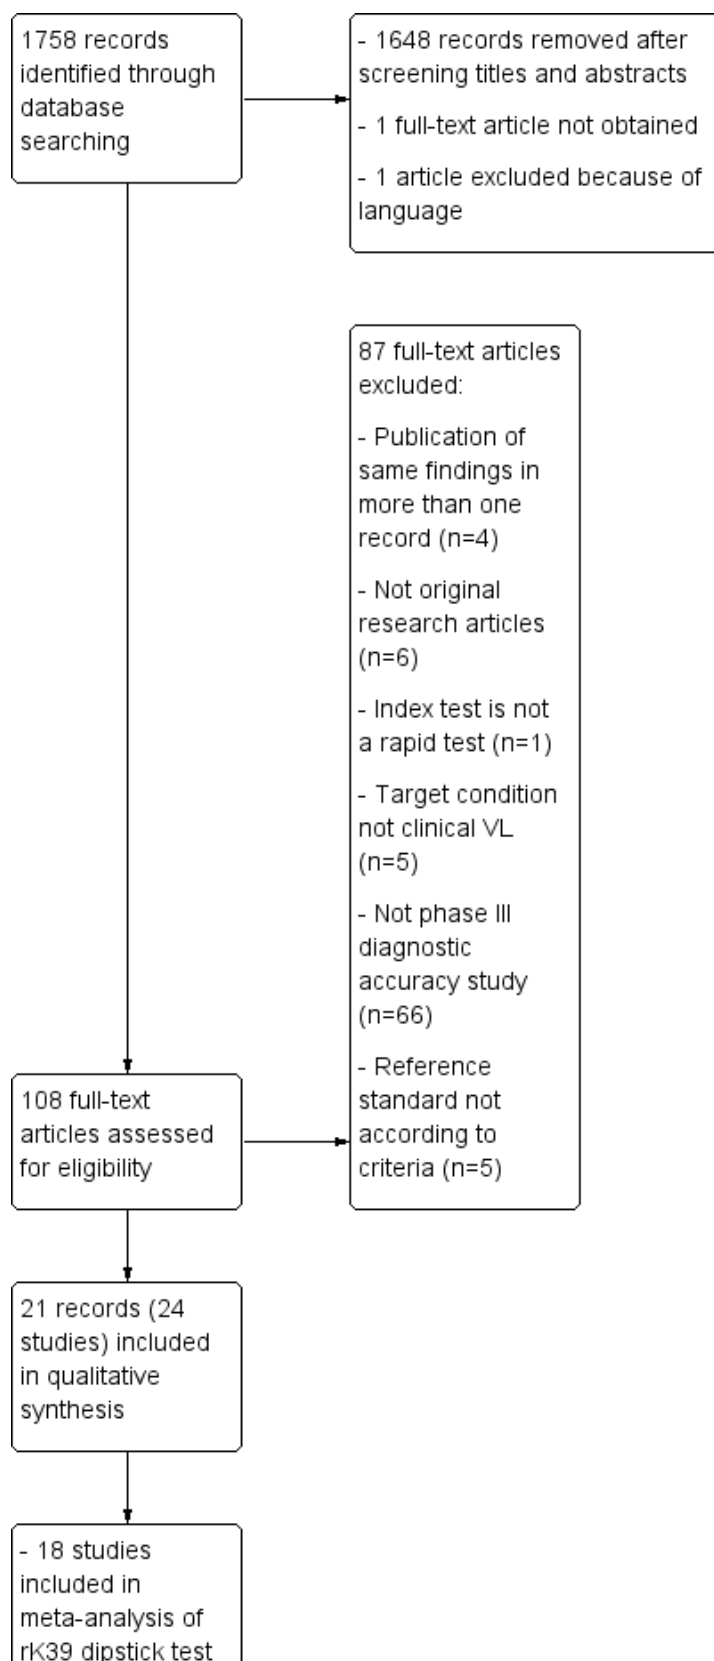 1758 records
identified through
database
searching
- 1648 records removed after
screening titles and abstracts
- 1 full-text article not obtained
- 1 article excluded because of
language
87 full-text articles
excluded:
- Publication of
same findings in
more than one
record (n=4)
- Not original
research articles
(n=6)
- Index test is not
a rapid test (n=1)
- Target condition
not clinical VL
(n=5)
- Not phase III
diagnostic
accuracy study
(n=66)
- Reference
standard not
according to
criteria (n=5)
108 full-text
articles assessed
for eligibility
21 records (24
studies) included
in qualitative
synthesis
- 18 studies
included in
meta-analysis of
rK39 dipstick test